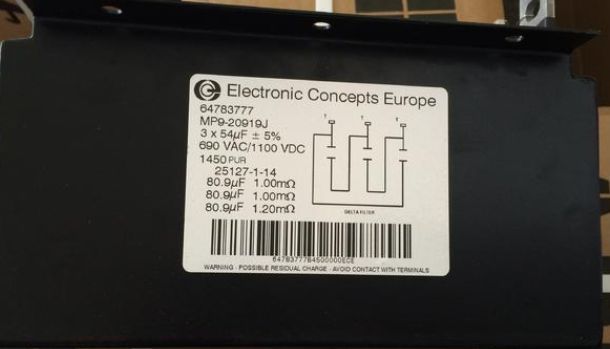 Electronic Concepts Europe
64783777
MP9-20919J
3 x 54µF ± 5%
690 VAC/1100 VDC
1450 PUR
25127-1-14
80.9µF 1.00mΩ
80.9µF 1.00mΩ
80.9µF 1.20mΩ
DELTA FILTER
WARNING - POSSIBLE RESIDUAL CHARGE - AVOID CONTACT WITH TERMINALS